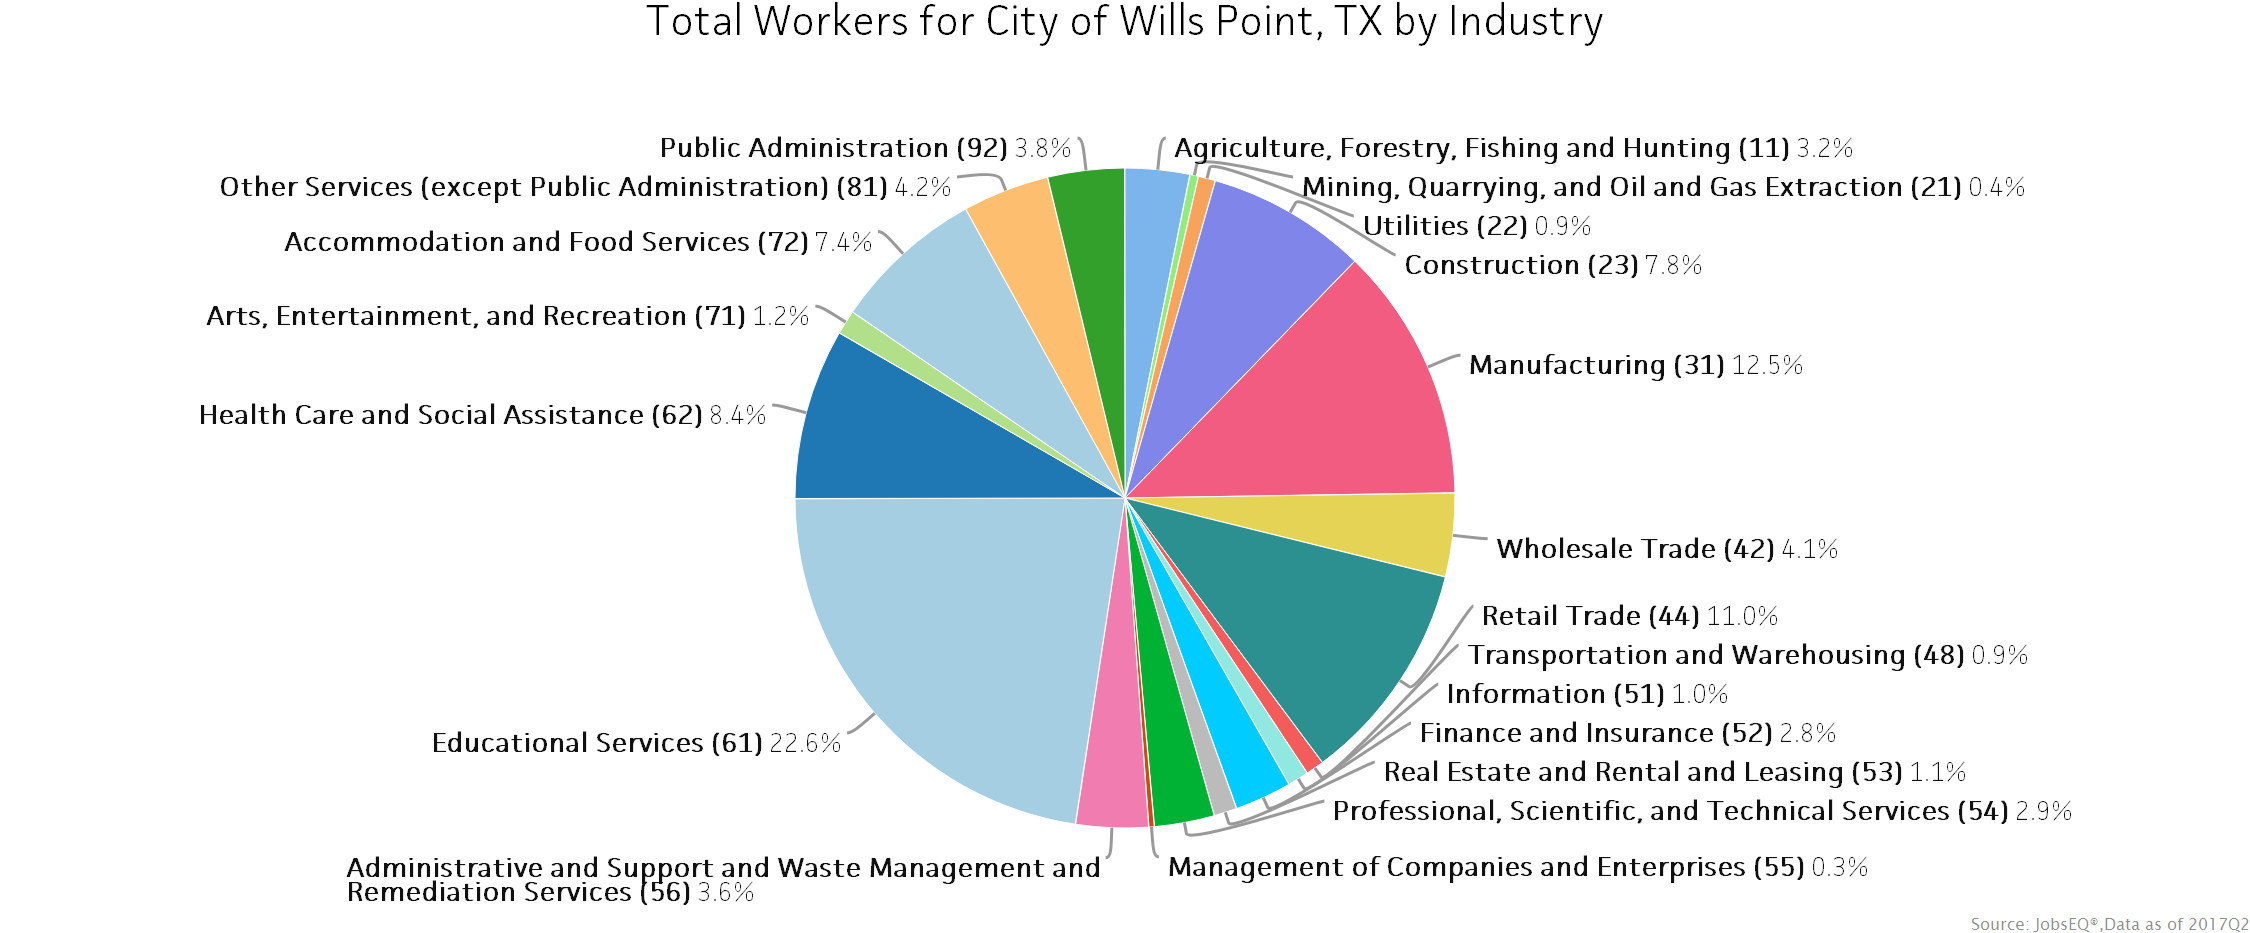 Total Workers for City of Wills Point, TX by Industry
Public Administration (92) 3.8%
Agriculture, Forestry, Fishing and Hunting (11) 3.2%
Other Services (except Public Administration) (81) 4.2%
Mining, Quarrying, and Oil and Gas Extraction (21) 0.4%
Utilities (22) 0.9%
Accommodation and Food Services (72) 7.4%
Construction (23) 7.8%
Arts, Entertainment, and Recreation (71) 1.2%
Manufacturing (31) 12.5%
Health Care and Social Assistance (62) 8.4%
Wholesale Trade (42) 4.1%
Retail Trade (44) 11.0%
Transportation and Warehousing (48) 0.9%
Information (51) 1.0%
Finance and Insurance (52) 2.8%
Educational Services (61) 22.6%
Real Estate and Rental and Leasing (53) 1.1%
Professional, Scientific, and Technical Services (54) 2.9%
Management of Companies and Enterprises (55) 0.3%
Administrative and Support and Waste Management and
Remediation Services (56) 3.6%
Source: JobsEQ®,Data as of 2017Q2